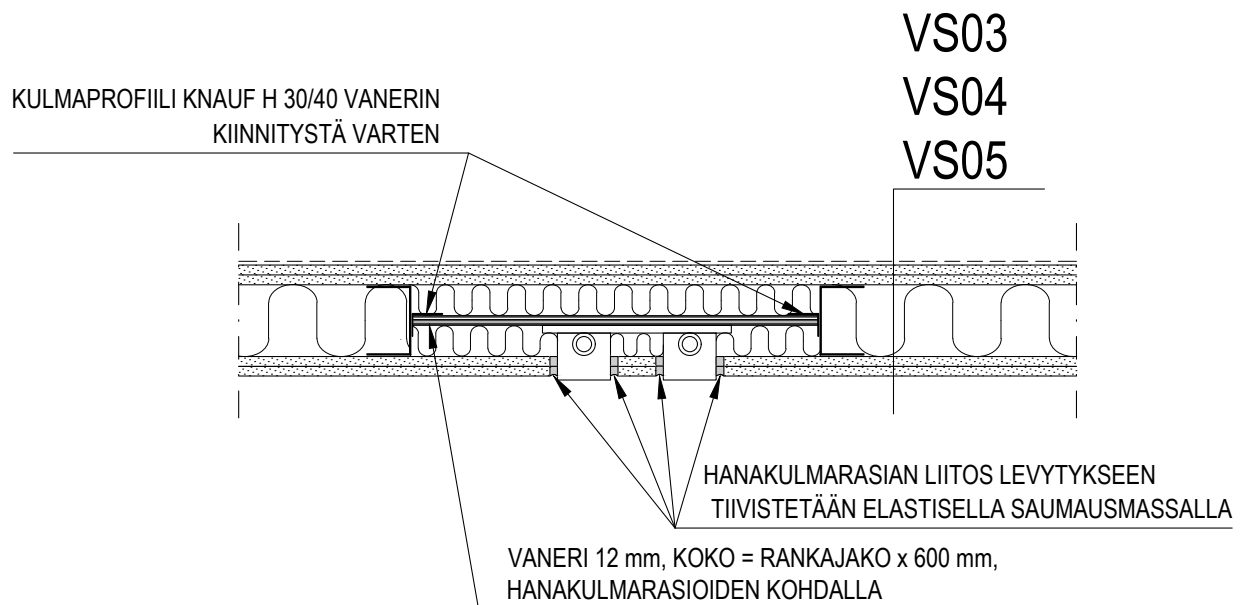 VS03
VS04
VS05
KULMAPROFIILI KNAUF H 30/40 VANERIN
KIINNITYSTÄ VARTEN
HANAKULMARASIAN LIITOS LEVYTYKSEEN
TIIVISTETÄÄN ELASTISELLA SAUMAUSMASSALLA
VANERI 12 mm, KOKO = RANKAJAKO x 600 mm,
HANAKULMARASIOIDEN KOHDALLA